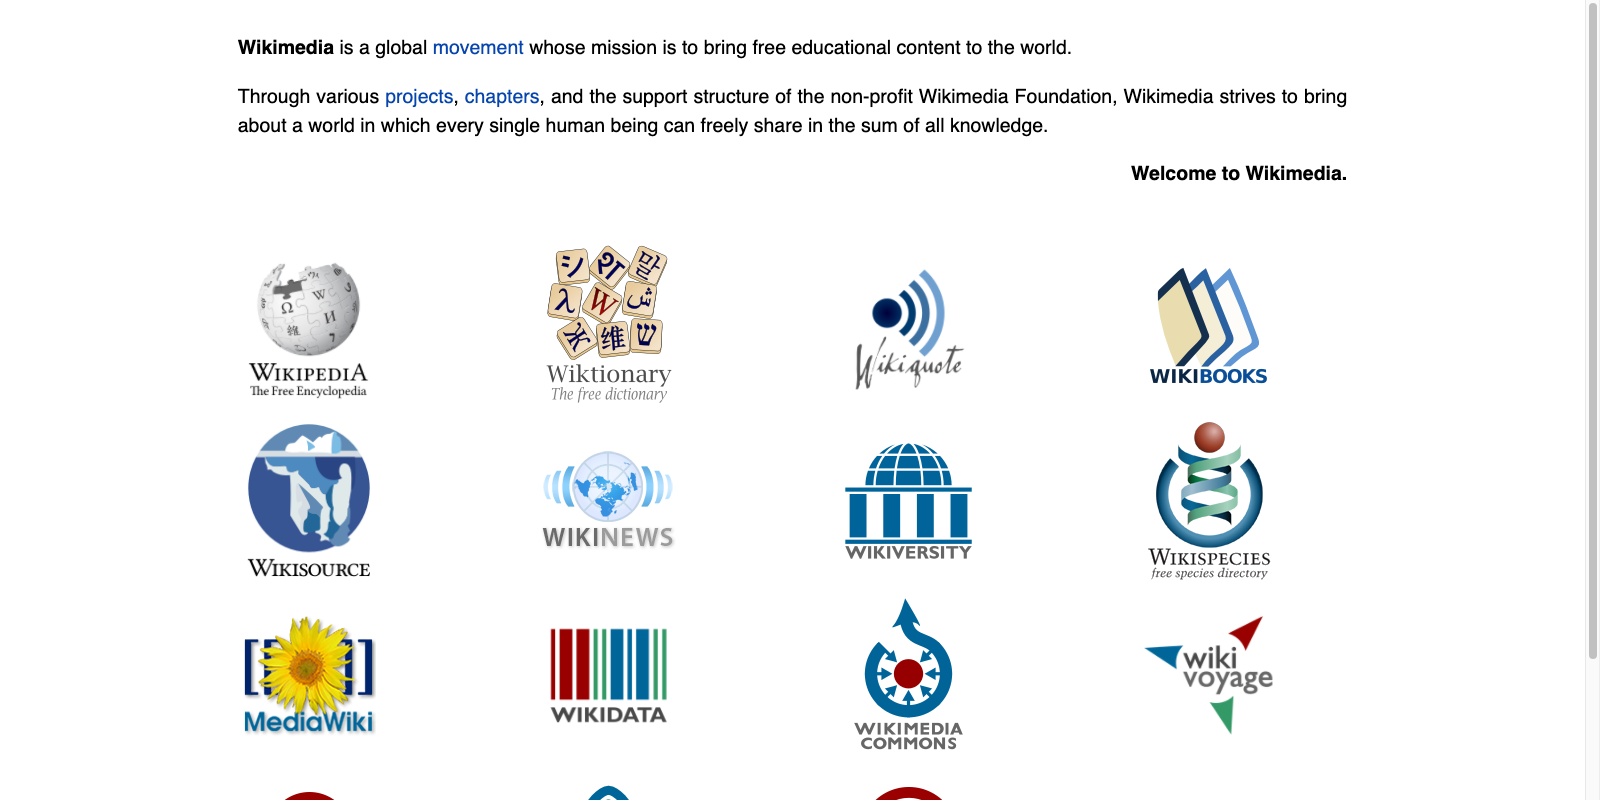 Wikimedia is a global movement whose mission is to bring free educational content to the world.
Through various projects, chapters, and the support structure of the non-profit Wikimedia Foundation, Wikimedia strives to bring
about a world in which every single human being can freely share in the sum of all knowledge.
Welcome to Wikimedia.
シ 말
λ W ش
维 ש
Ω W
维 И
WIKIPEDIA
The Free Encyclopedia
Wiktionary
The free dictionary
Wikiquote
WIKIBOOKS
WIKISOURCE
WIKINEWS
WIKIVERSITY
WIKISPECIES
free species directory
[[ ]]
MediaWiki
WIKIDATA
WIKIMEDIA
COMMONS
wiki
voyage